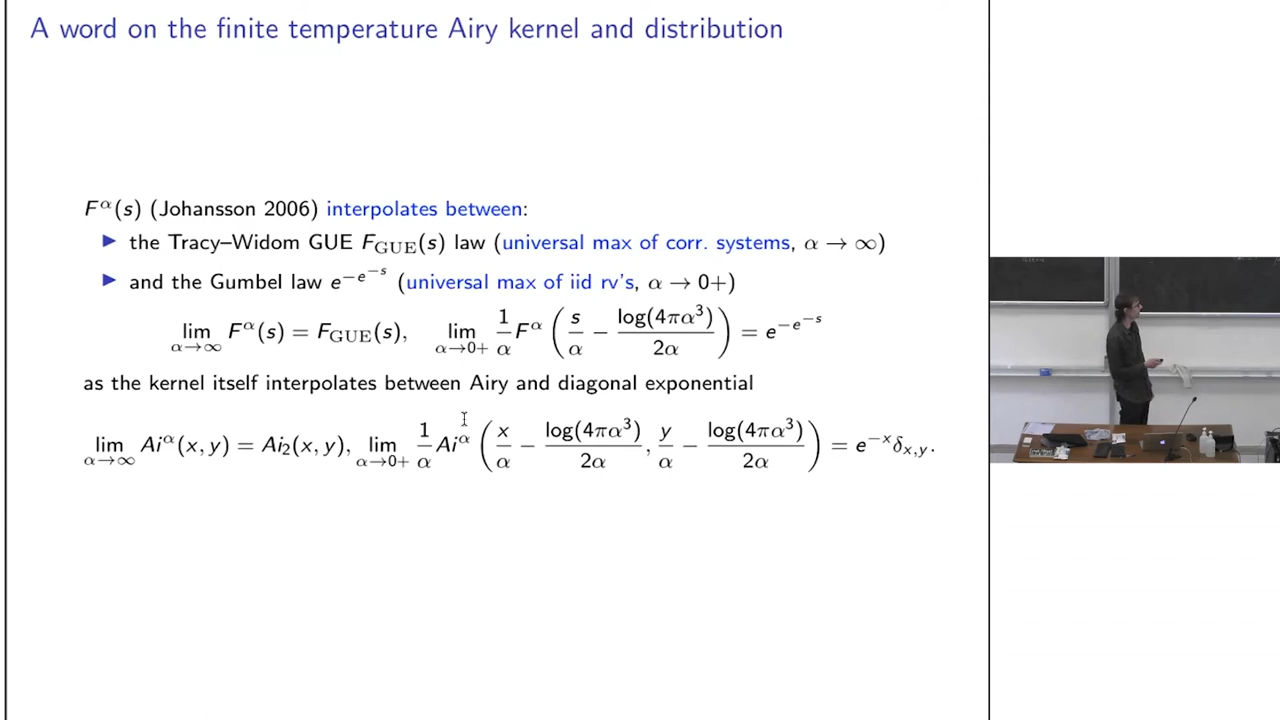 A word on the finite temperature Airy kernel and distribution
F^α(s) (Johansson 2006) interpolates between:
▶ the Tracy–Widom GUE F_GUE(s) law (universal max of corr. systems, α → ∞)
▶ and the Gumbel law e^{−e^{−s}} (universal max of iid rv's, α → 0+)
lim_{α→∞} F^α(s) = F_GUE(s), lim_{α→0+} 1/α F^α (s/α − log(4πα³)/2α) = e^{−e^{−s}}
as the kernel itself interpolates between Airy and diagonal exponential
lim_{α→∞} Ai^α(x, y) = Ai₂(x, y), lim_{α→0+} 1/α Ai^α (x/α − log(4πα³)/2α, y/α − log(4πα³)/2α) = e^{−x}δ_{x,y}.